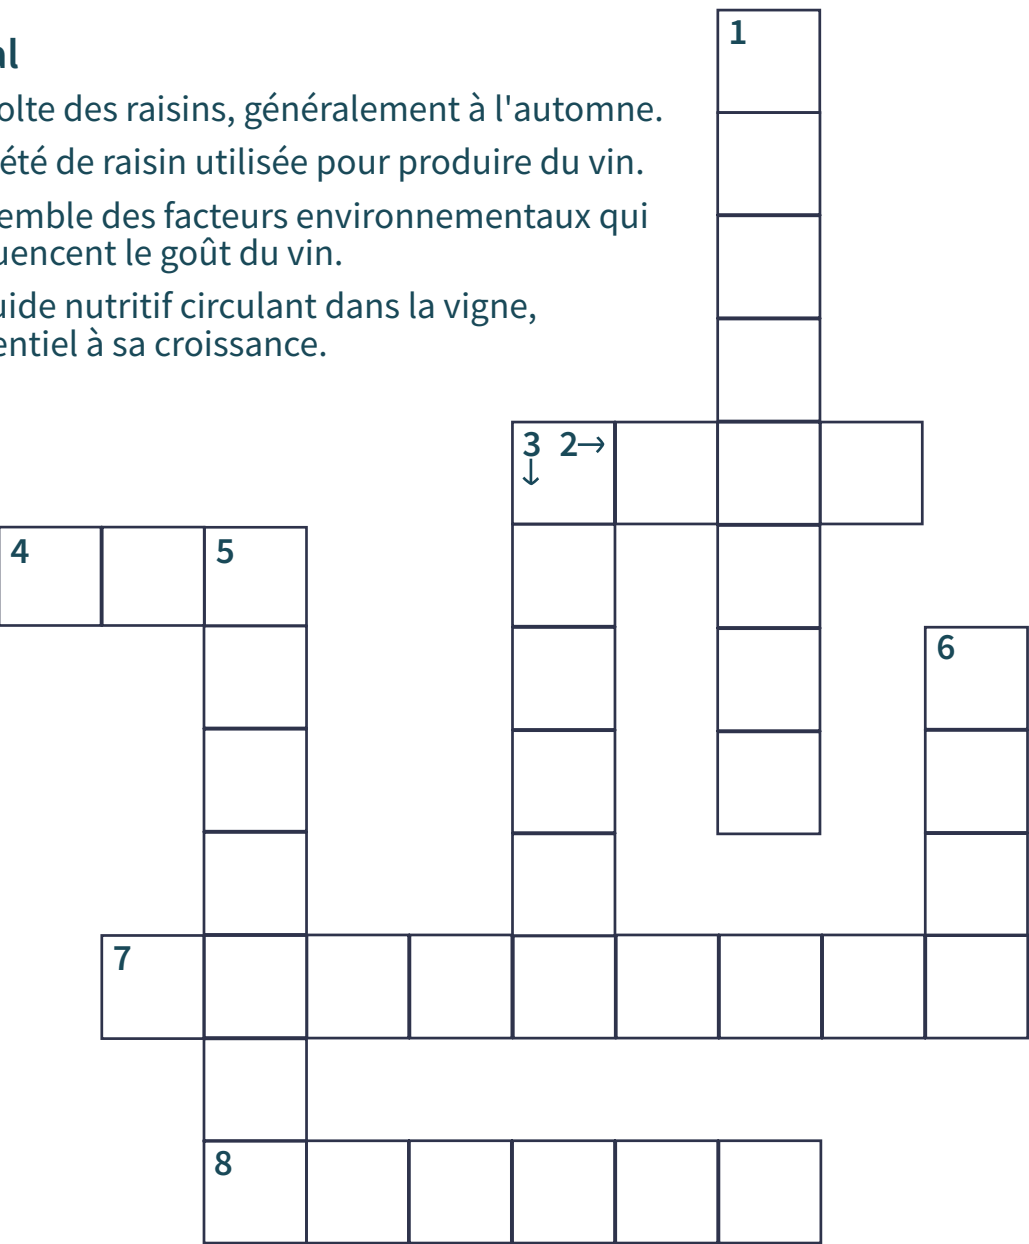 al
olte des raisins, généralement à l'automne.
été de raisin utilisée pour produire du vin.
emble des facteurs environnementaux qui
uencent le goût du vin.
uide nutritif circulant dans la vigne,
entiel à sa croissance.
1
3 2→
↓
4 5
6
7
8